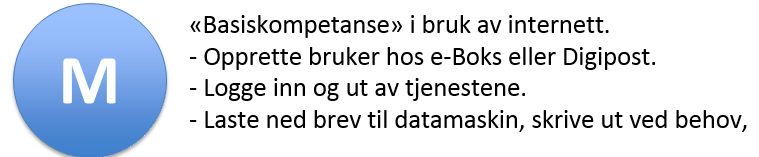 M
«Basiskompetanse» i bruk av internett.
- Opprette bruker hos e-Boks eller Digipost.
- Logge inn og ut av tjenestene.
- Laste ned brev til datamaskin, skrive ut ved behov,